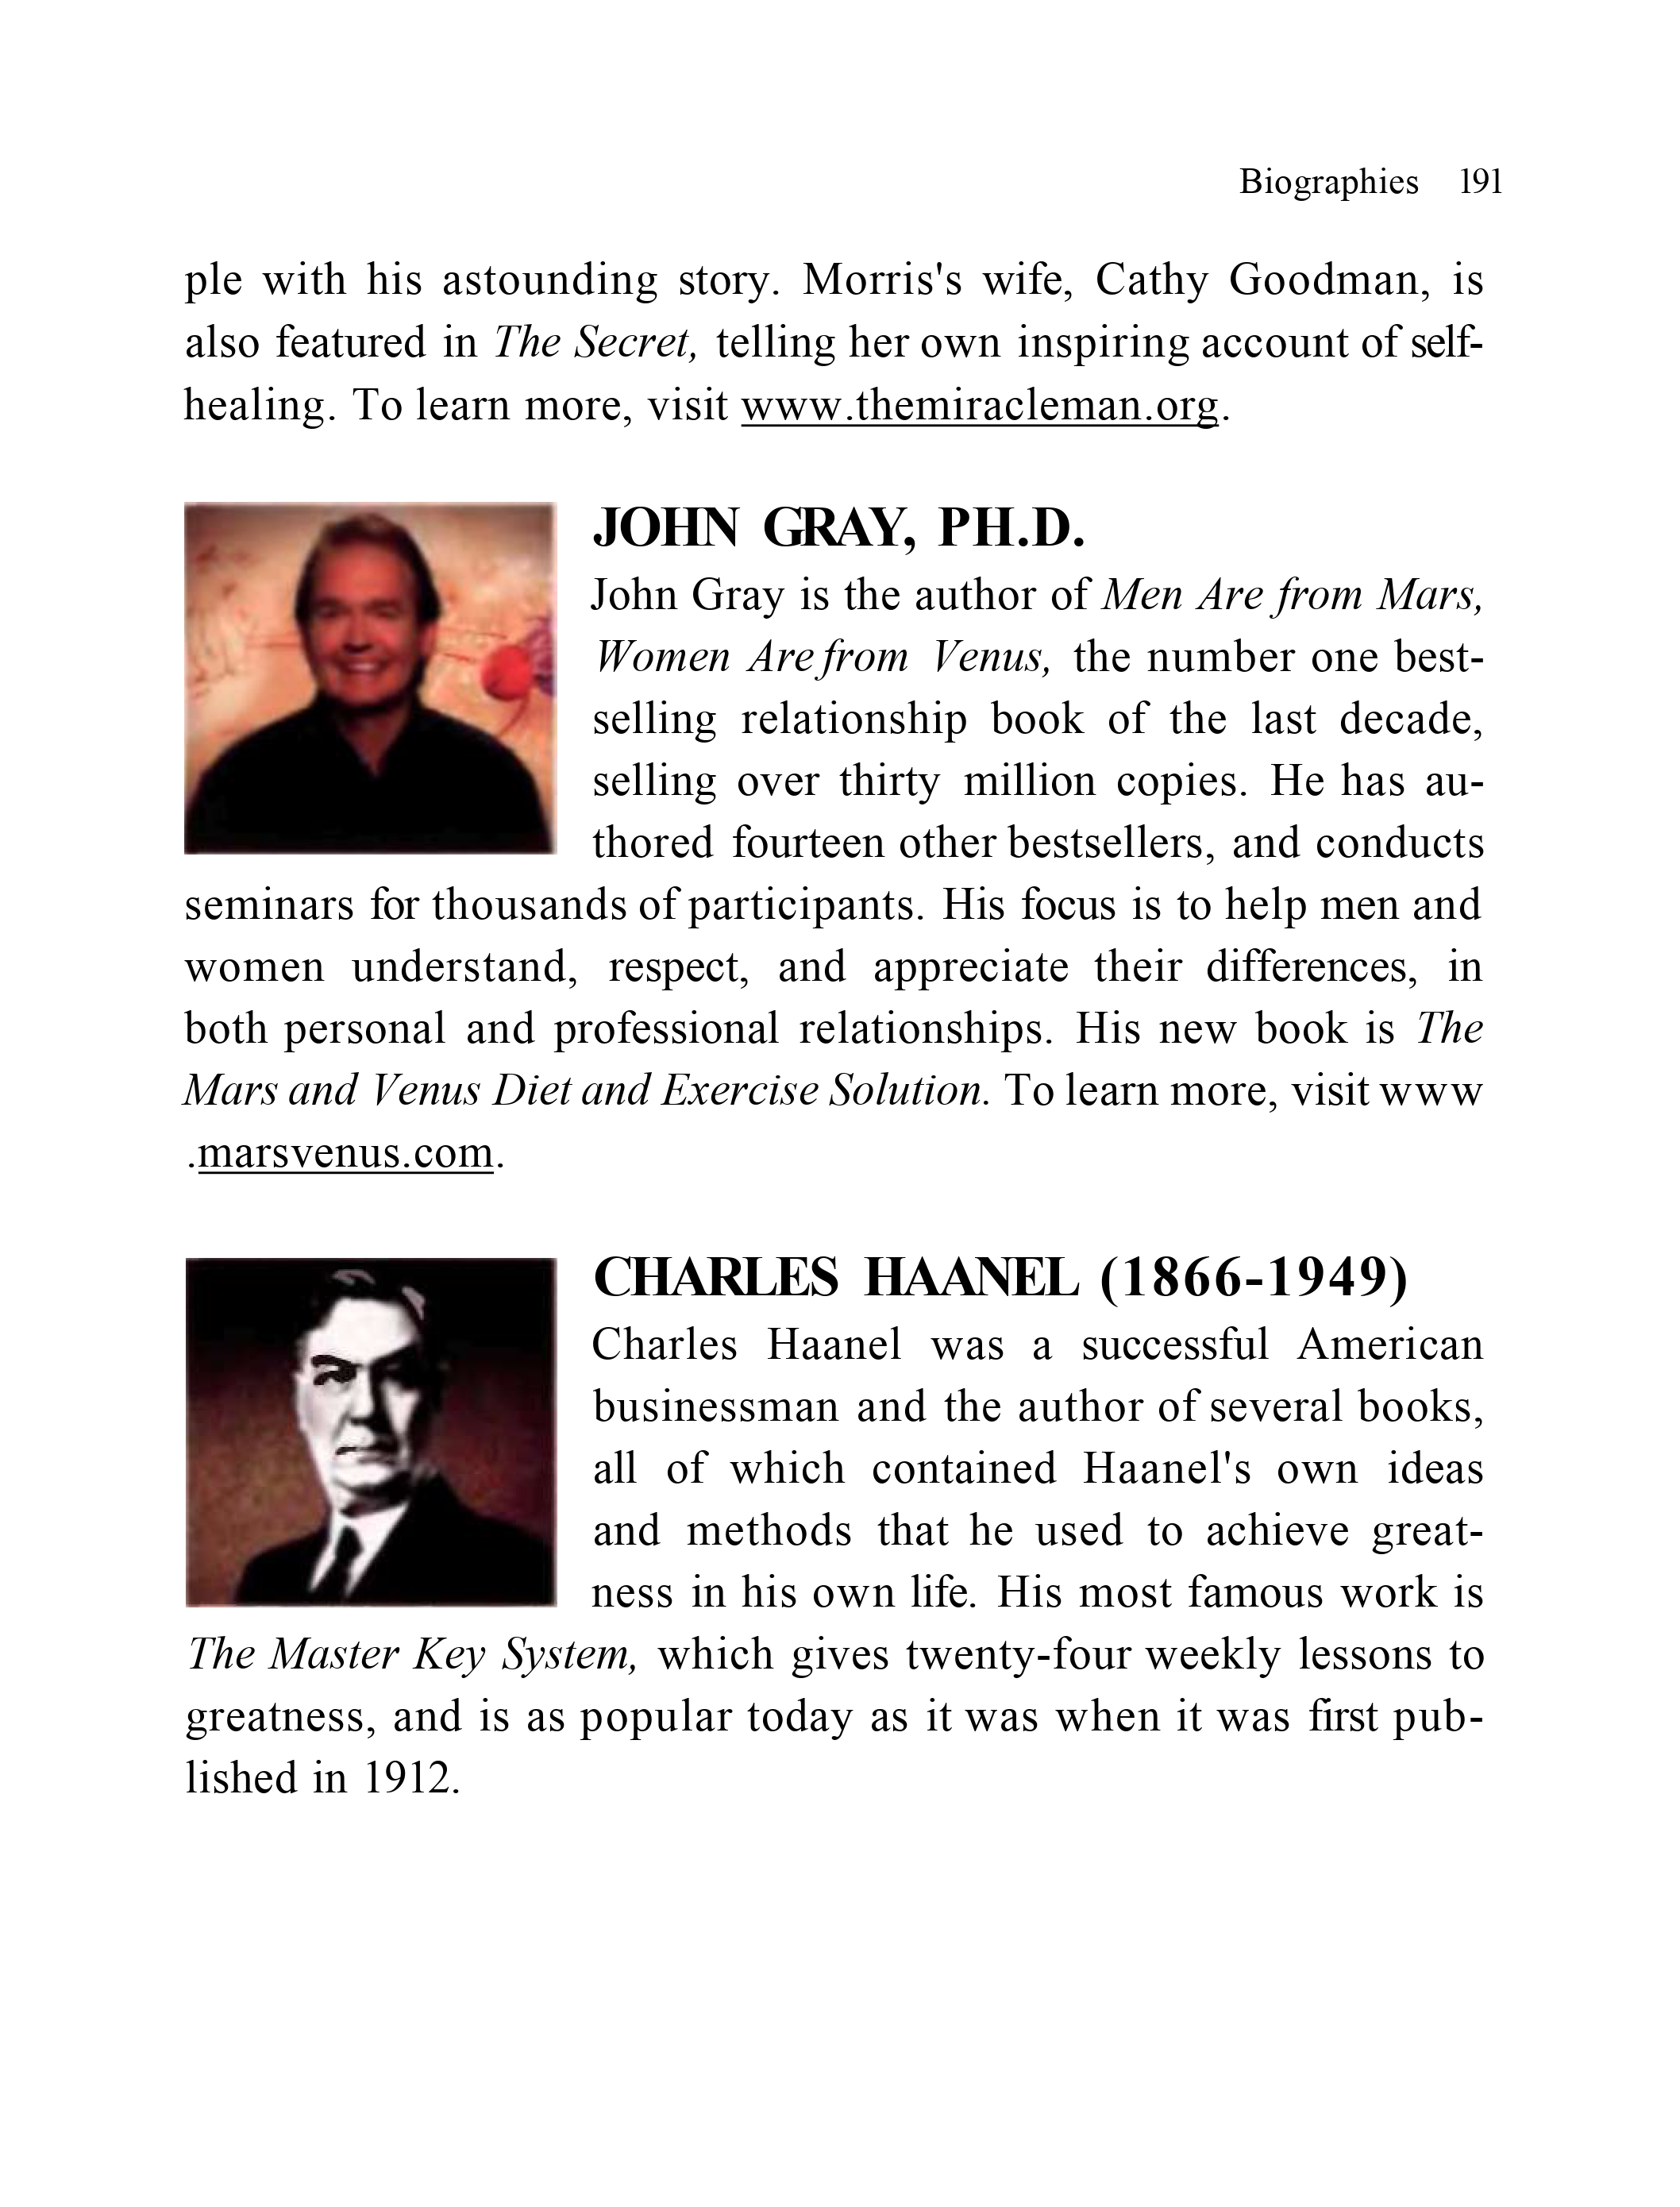 Biographies 191
ple with his astounding story. Morris's wife, Cathy Goodman, is
also featured in The Secret, telling her own inspiring account of self-
healing. To learn more, visit www.themiracleman.org.
JOHN GRAY, PH.D.
John Gray is the author of Men Are from Mars,
Women Are from Venus, the number one best-
selling relationship book of the last decade,
selling over thirty million copies. He has au-
thored fourteen other bestsellers, and conducts
seminars for thousands of participants. His focus is to help men and
women understand, respect, and appreciate their differences, in
both personal and professional relationships. His new book is The
Mars and Venus Diet and Exercise Solution. To learn more, visit www
.marsvenus.com.
CHARLES HAANEL (1866-1949)
Charles Haanel was a successful American
businessman and the author of several books,
all of which contained Haanel's own ideas
and methods that he used to achieve great-
ness in his own life. His most famous work is
The Master Key System, which gives twenty-four weekly lessons to
greatness, and is as popular today as it was when it was first pub-
lished in 1912.